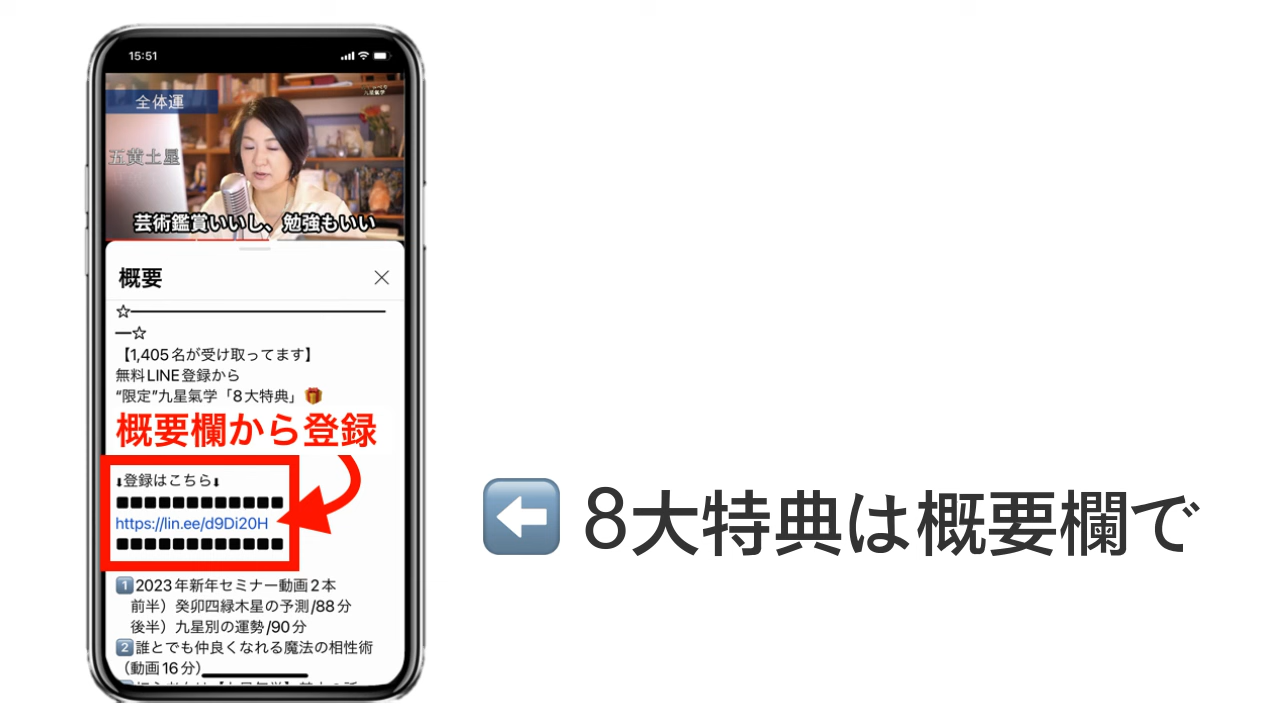 15:51
全体運
九星氣学
五黄土星
芸術鑑賞いいし、勉強もいい
概要
☆━━━━━━━━━━━━━━━━━
━☆
【1,405名が受け取ってます】
無料LINE登録から
“限定”九星氣学「8大特典」🎁
概要欄から登録
⬇登録はこちら⬇
◼◼◼◼◼◼◼◼◼◼◼◼
https://lin.ee/d9Di20H
◼◼◼◼◼◼◼◼◼◼◼◼
⬅ 8大特典は概要欄で
1️⃣2023年新年セミナー動画2本
前半）癸卯四緑木星の予測/88分
後半）九星別の運勢/90分
2️⃣誰とでも仲良くなれる魔法の相性術
（動画16分）